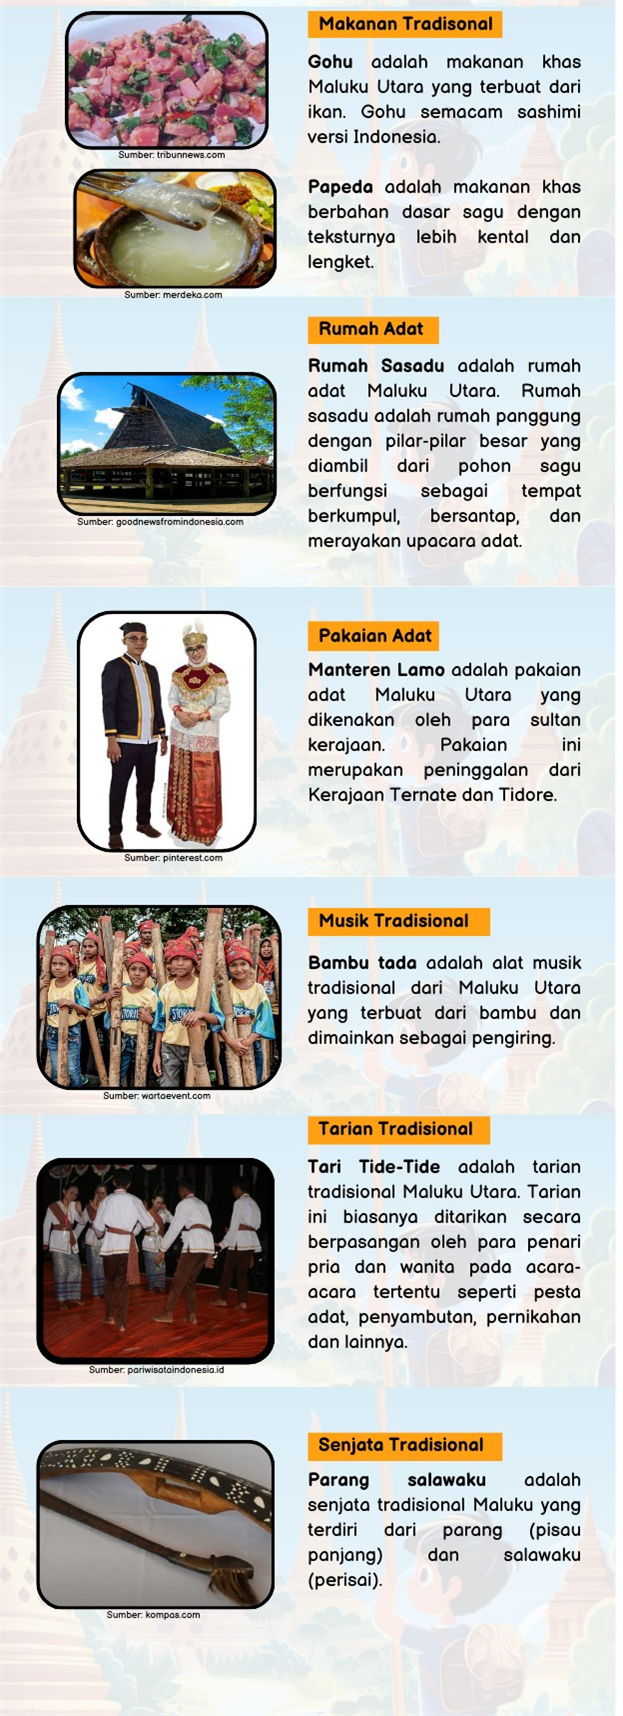 Makanan Tradisonal
Gohu adalah makanan khas
Maluku Utara yang terbuat dari
ikan. Gohu semacam sashimi
versi Indonesia.
Sumber: tribunnews.com
Papeda adalah makanan khas
berbahan dasar sagu dengan
teksturnya lebih kental dan
lengket.
Sumber: merdeka.com
Rumah Adat
Rumah Sasadu adalah rumah
adat Maluku Utara. Rumah
sasadu adalah rumah panggung
dengan pilar-pilar besar yang
diambil dari pohon sagu
berfungsi sebagai tempat
berkumpul, bersantap, dan
merayakan upacara adat.
Sumber: goodnewsfromindonesia.com
Pakaian Adat
Manteren Lamo adalah pakaian
adat Maluku Utara yang
dikenakan oleh para sultan
kerajaan. Pakaian ini
merupakan peninggalan dari
Kerajaan Ternate dan Tidore.
Sumber: pinterest.com
Musik Tradisional
Bambu tada adalah alat musik
tradisional dari Maluku Utara
yang terbuat dari bambu dan
dimainkan sebagai pengiring.
Sumber: wartaevent.com
Tarian Tradisional
Tari Tide-Tide adalah tarian
tradisional Maluku Utara. Tarian
ini biasanya ditarikan secara
berpasangan oleh para penari
pria dan wanita pada acara-
acara tertentu seperti pesta
adat, penyambutan, pernikahan
dan lainnya.
Sumber: pariwisataindonesia.id
Senjata Tradisional
Parang salawaku adalah
senjata tradisional Maluku yang
terdiri dari parang (pisau
panjang) dan salawaku
(perisai).
Sumber: kompas.com